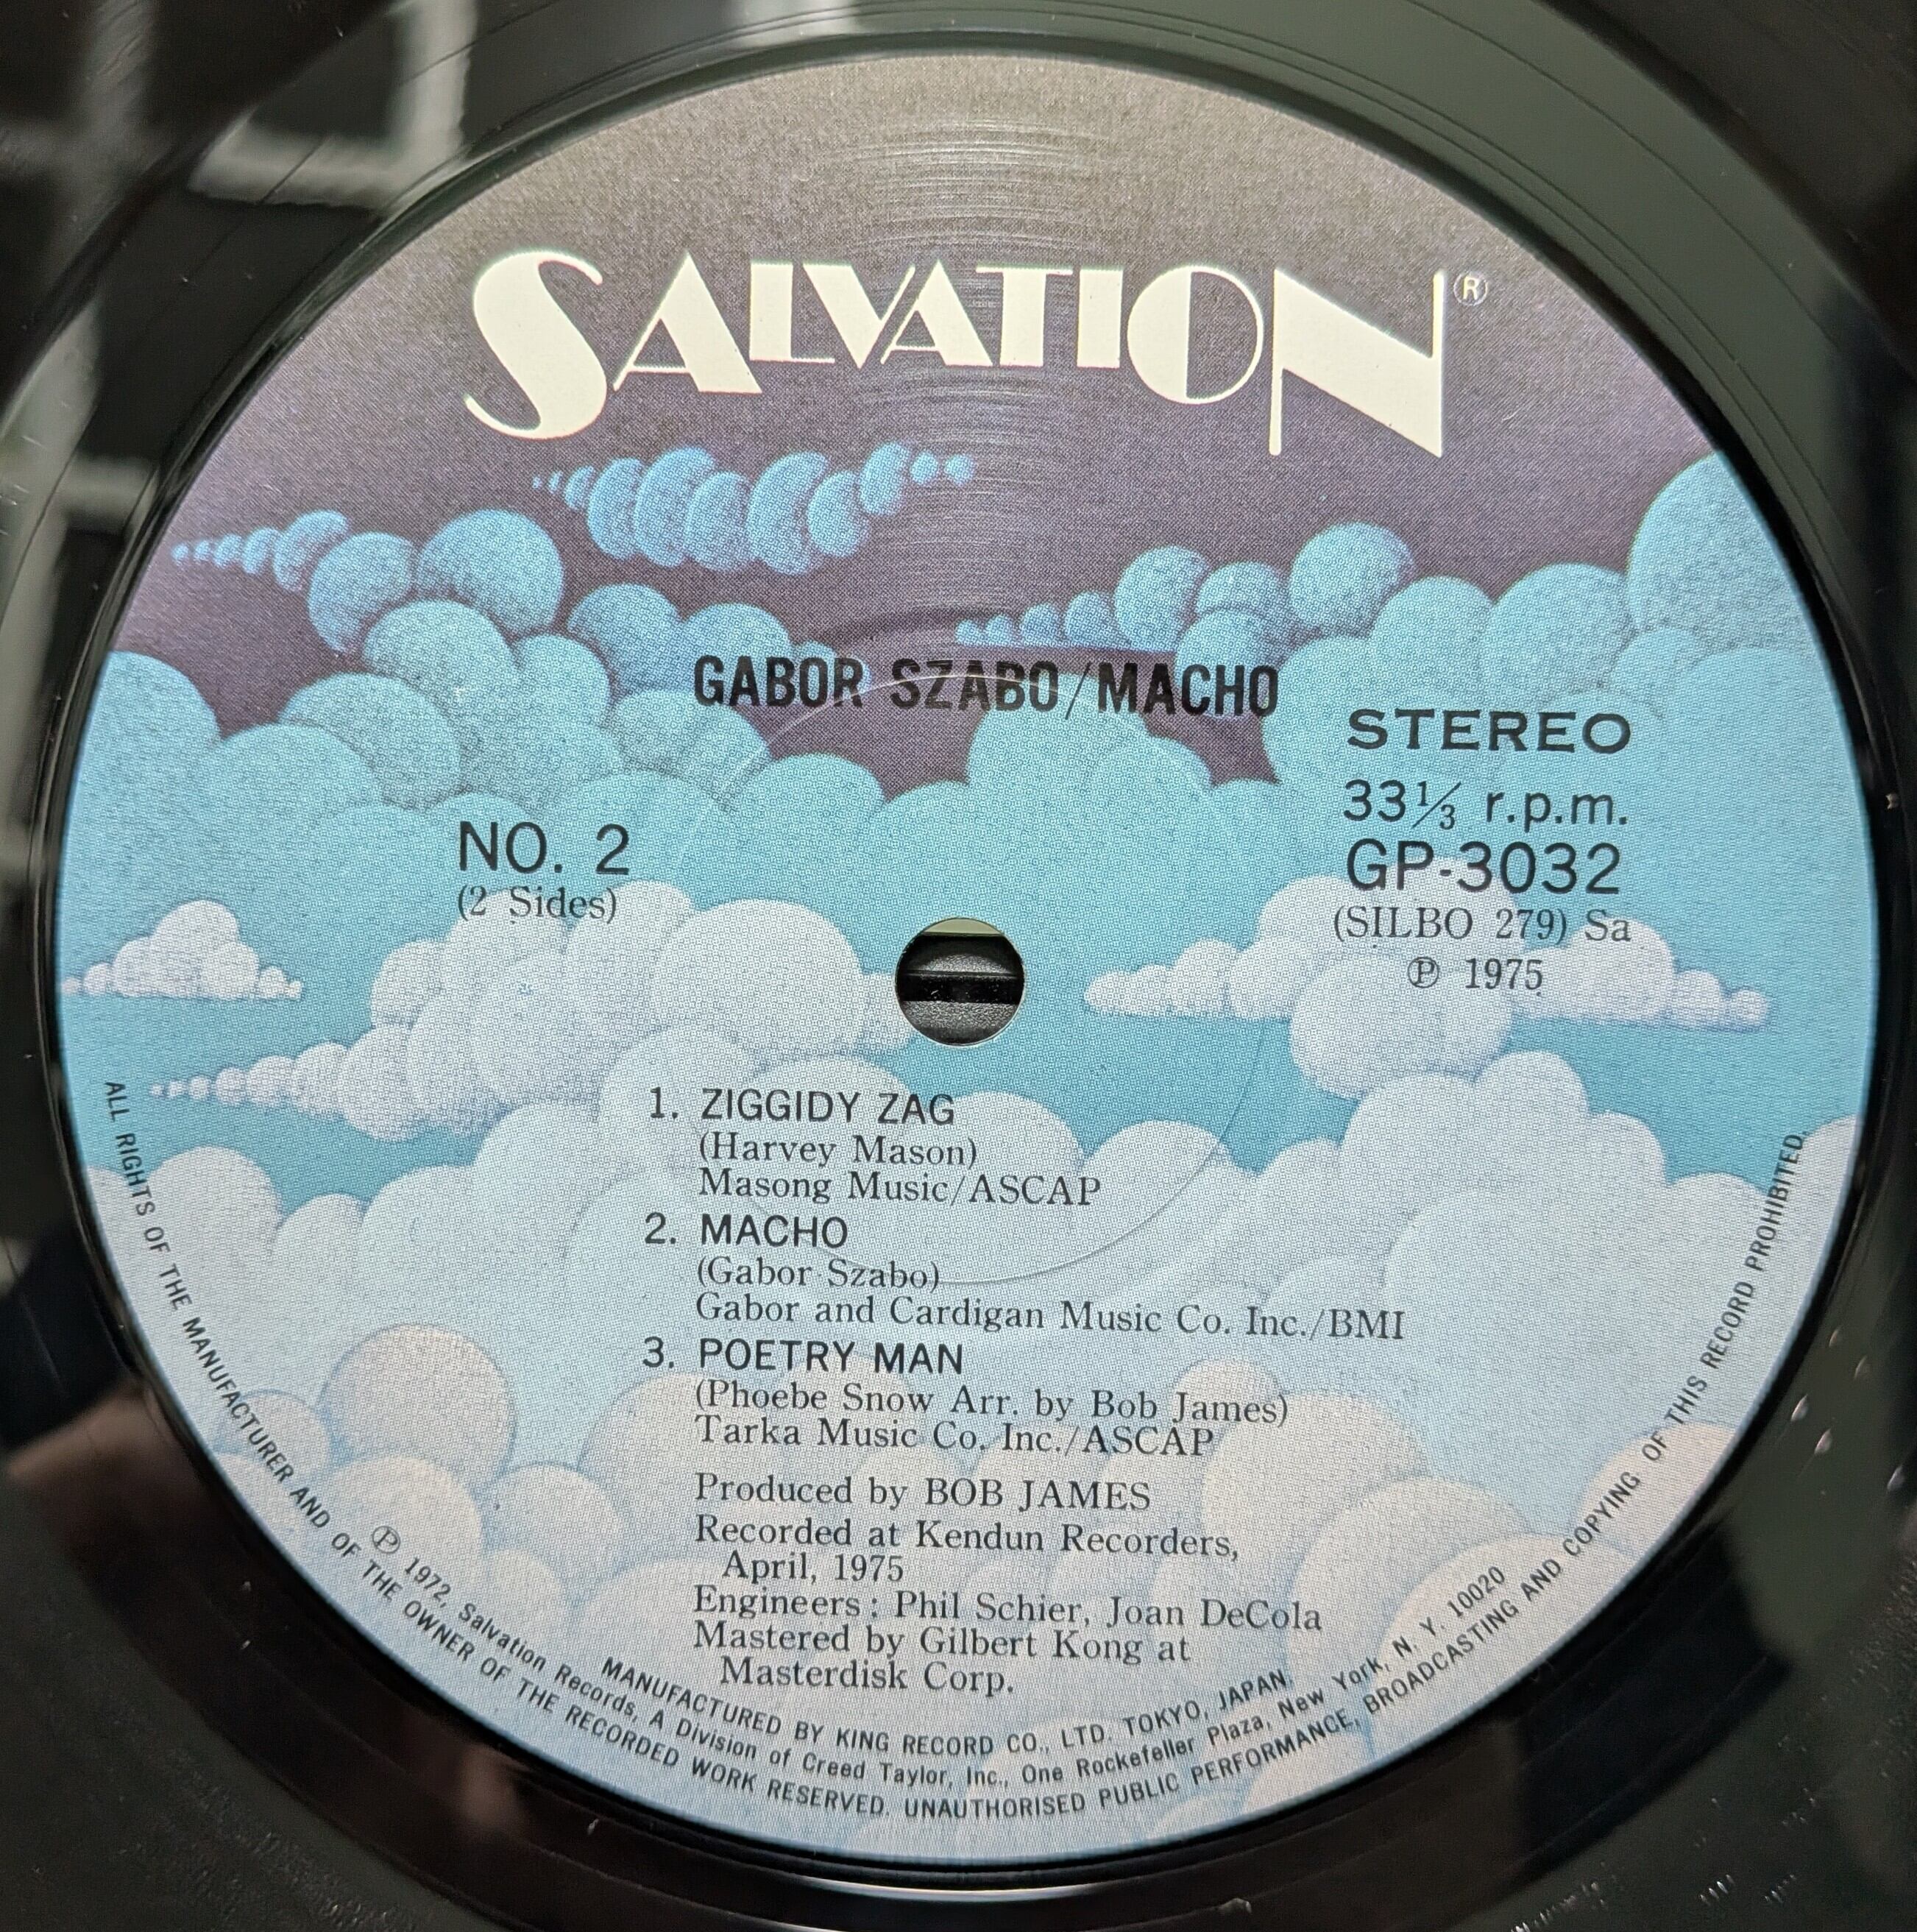 SALVATION®
GABOR SZABO/MACHO
STEREO
33⅓ r.p.m.
NO. 2
GP-3032
(2 Sides)
(SILBO 279) Sa
℗ 1975
1. ZIGGIDY ZAG
(Harvey Mason)
Masong Music/ASCAP
2. MACHO
(Gabor Szabo)
Gabor and Cardigan Music Co. Inc./BMI
3. POETRY MAN
(Phoebe Snow Arr. by Bob James)
Tarka Music Co. Inc./ASCAP
Produced by BOB JAMES
Recorded at Kendun Recorders,
April, 1975
Engineers: Phil Schier, Joan DeCola
Mastered by Gilbert Kong at
Masterdisk Corp.
MANUFACTURED BY KING RECORD CO., LTD. TOKYO, JAPAN.
℗ 1972, Salvation Records, A Division of Creed Taylor, Inc., One Rockefeller Plaza, New York, N. Y. 10020
ALL RIGHTS OF THE MANUFACTURER AND OF THE OWNER OF THE RECORDED WORK RESERVED. UNAUTHORISED PUBLIC PERFORMANCE, BROADCASTING AND COPYING OF THIS RECORD PROHIBITED.